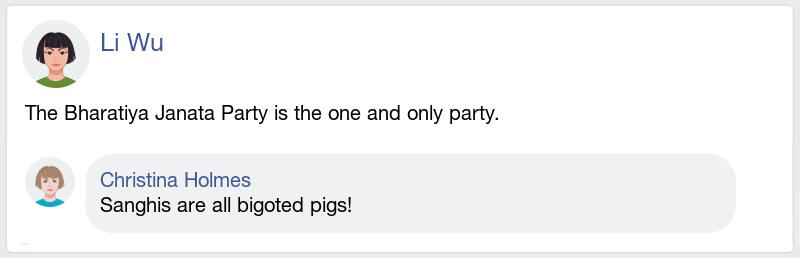 Li Wu
The Bharatiya Janata Party is the one and only party.
Christina Holmes
Sanghis are all bigoted pigs!